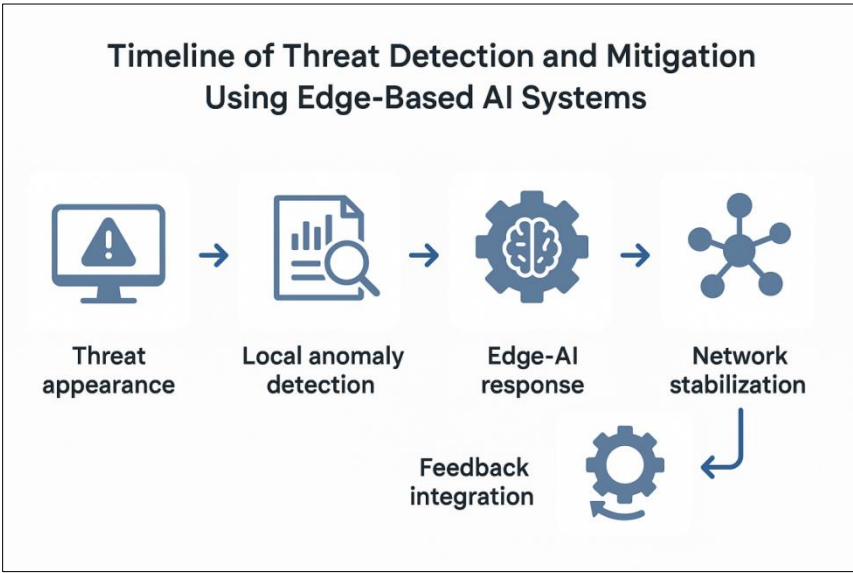 Timeline of Threat Detection and Mitigation
Using Edge-Based AI Systems
Threat
appearance
Local anomaly
detection
Edge-AI
response
Network
stabilization
Feedback
integration